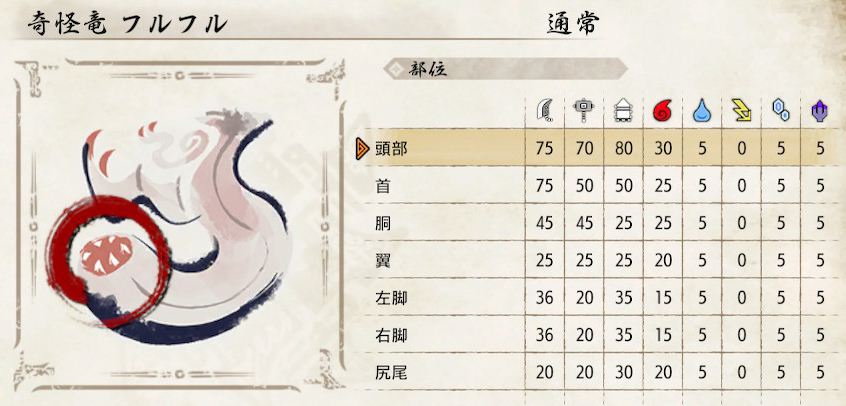 奇怪竜 フルフル
通常
部位
頭部 75 70 80 30 5 0 5 5
首 75 50 50 25 5 0 5 5
胴 45 45 25 25 5 0 5 5
翼 25 25 25 20 5 0 5 5
左脚 36 20 35 15 5 0 5 5
右脚 36 20 35 15 5 0 5 5
尻尾 20 20 30 20 5 0 5 5